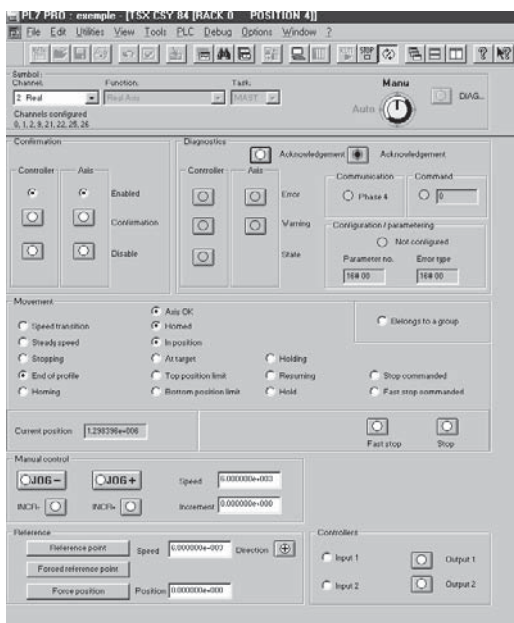 PL7 PRO : exemple - [TSX CSY 84 [RACK 0 POSITION 4]]
File Edit Utilities View Tools PLC Debug Options Window ?
Symbol :
Channel: Function: Task:
2 Real Real Axis MAST
Manu
Auto
DIAG...
Channels configured
0, 1, 2, 9, 21, 22, 25, 26
Confirmation
Controller Axis
Enabled
Confirmation
Disable
Diagnostics
Acknowledgement Acknowledgement
Controller Axis
Error
Warning
State
Communication Command
Phase 4 0
Configuration / parametering
Not configured
Parameter no. Error type
16# 00 16# 00
Movement
Speed transition
Steady speed
Stopping
End of profile
Homing
Axis OK
Homed
In position
At target
Top position limit
Bottom position limit
Holding
Resuming
Hold
Belongs to a group
Stop commanded
Fast stop commanded
Current position 1.298396e+006
Fast stop Stop
Manual control
JOG - JOG + Speed 6.000000e+003
INCR- INCR+ Increment 0.000000e+000
Reference
Reference point Speed 6.000000e+003 Direction
Forced reference point
Force position Position 0.000000e+000
Controllers
Input 1 Output 1
Input 2 Output 2